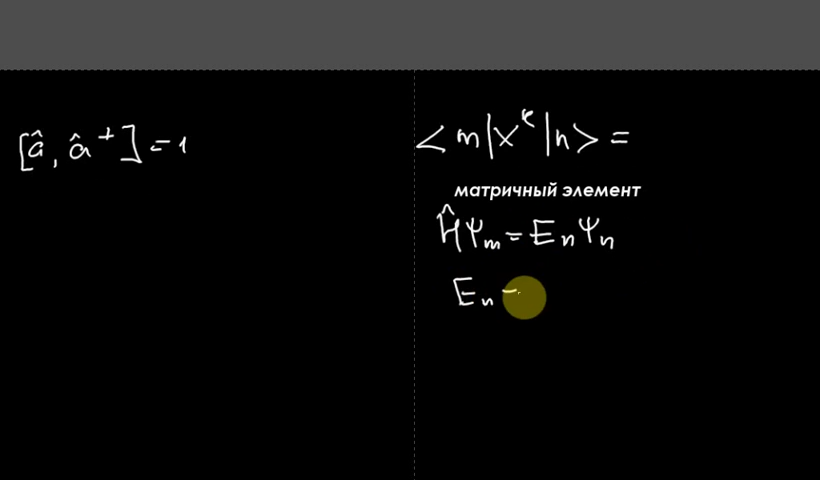 [â, â⁺] = 1
<m|x^k|n> =
матричный элемент
ĤΨₘ = EₙΨₙ
Eₙ –